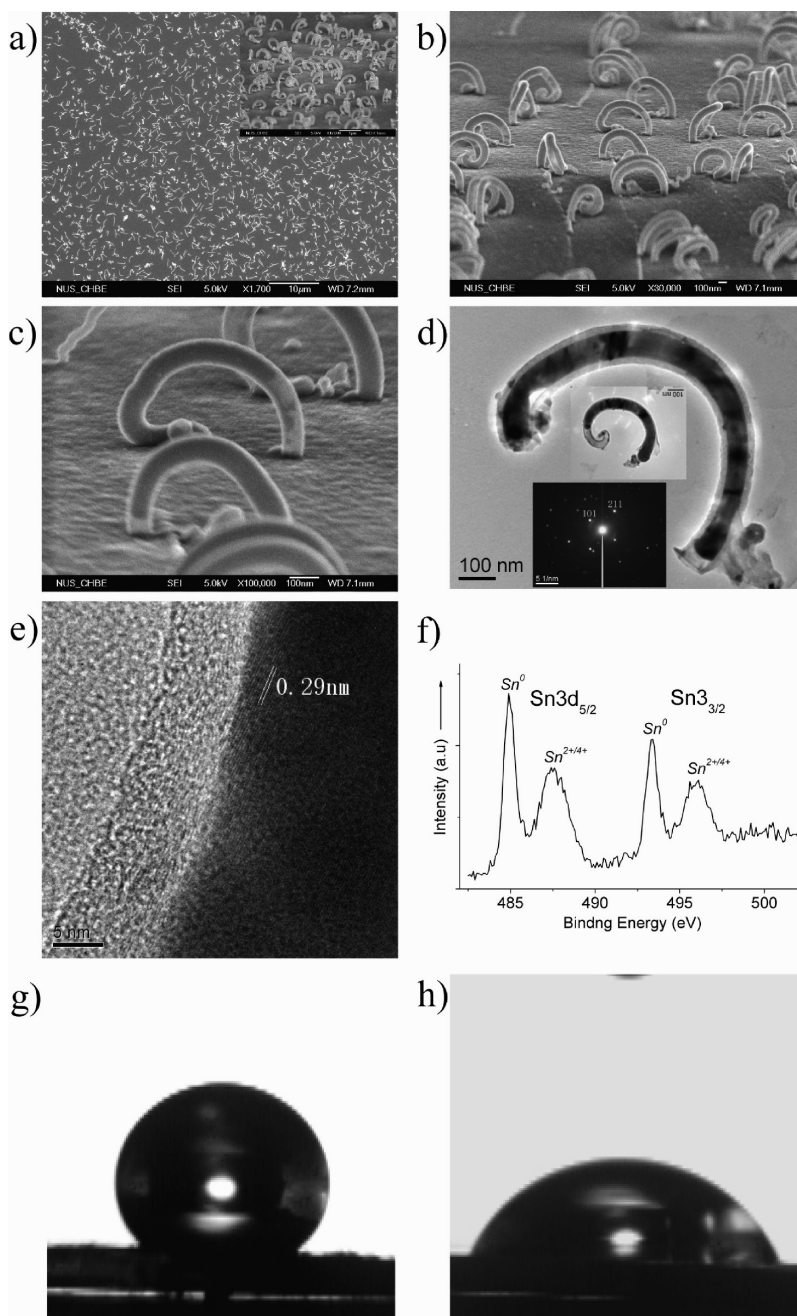 a)
NUS_CHBE SEI 5.0kV X1,700 10μm WD 7.2mm
b)
NUS_CHBE SEI 5.0kV X30,000 100nm WD 7.1mm
c)
NUS_CHBE SEI 5.0kV X100,000 100nm WD 7.1mm
d)
100 nm
211
101
5 1/nm
100 nm
e)
0.29nm
5 nm
f)
Sn0
Sn3d5/2
Sn2+/4+
Sn0
Sn33/2
Sn2+/4+
Intensity (a.u)
485 490 495 500
Bindng Energy (eV)
g)
h)